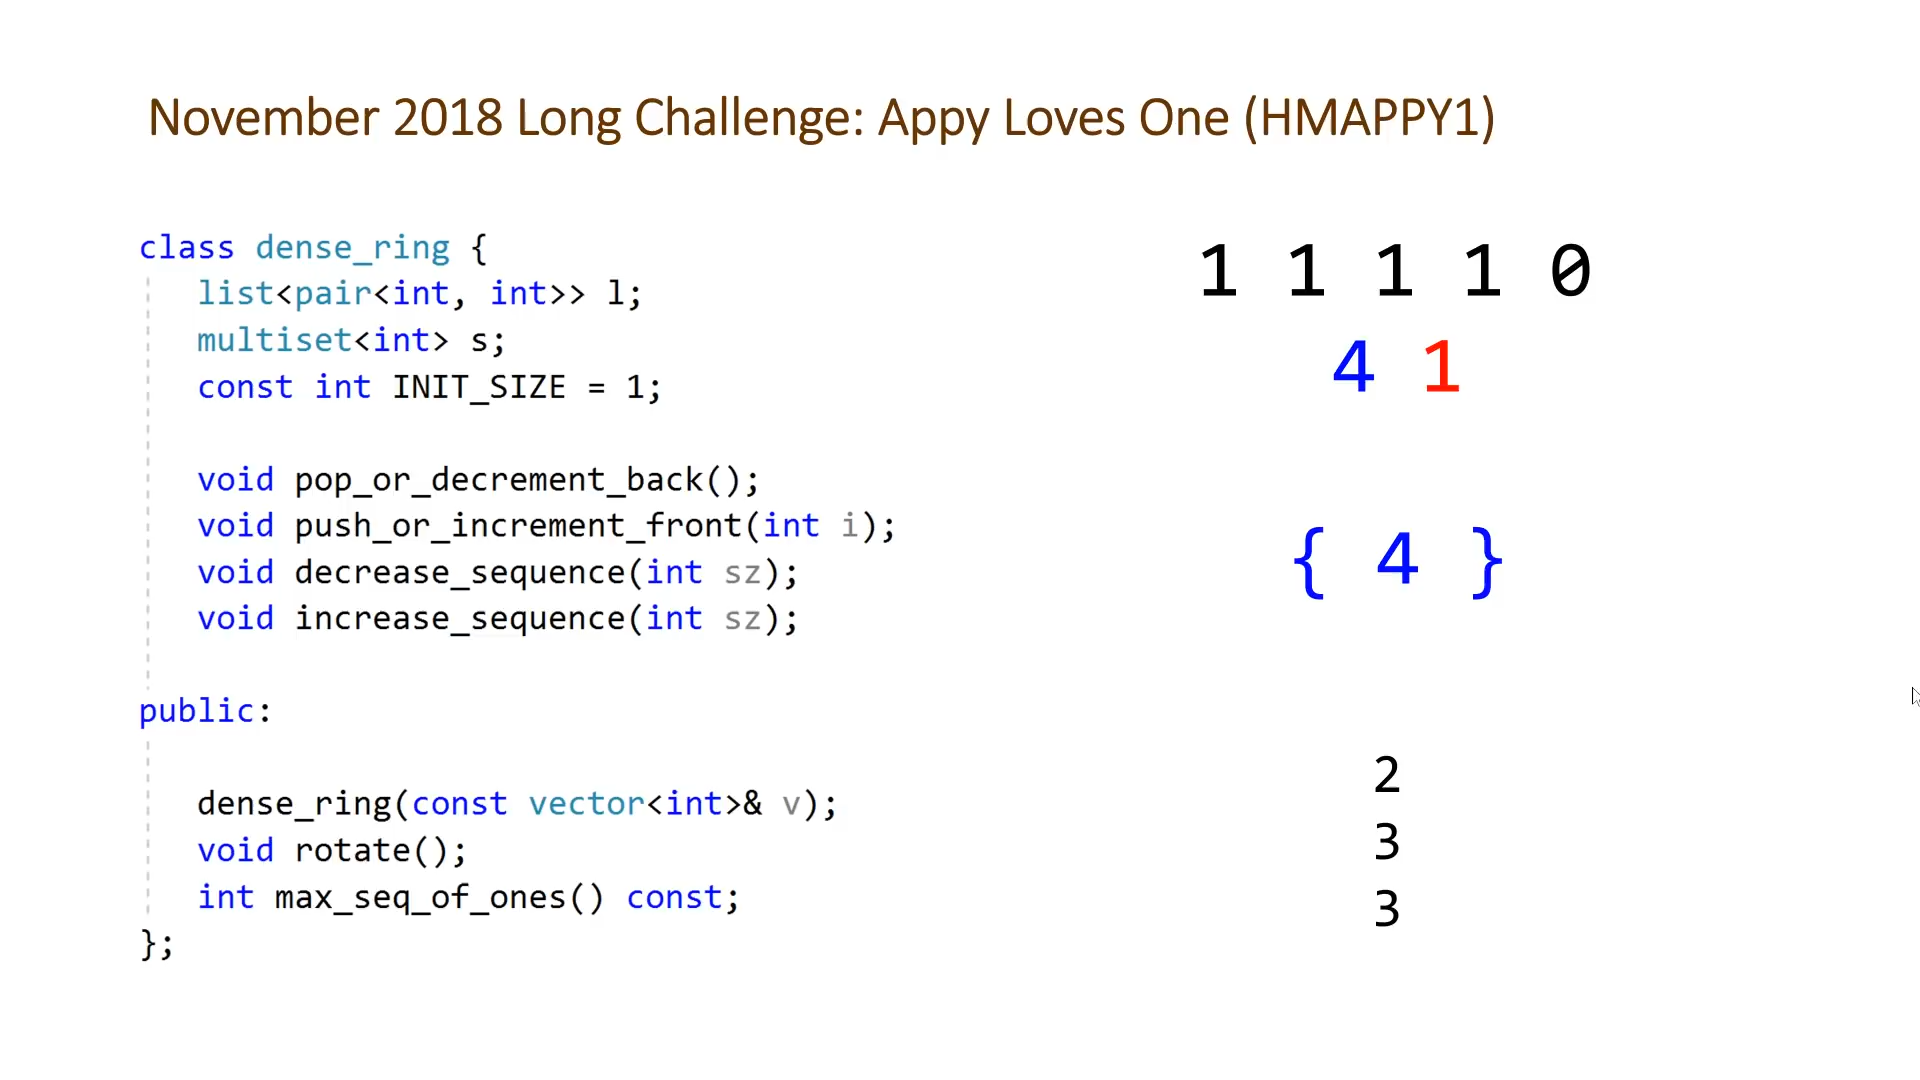 November 2018 Long Challenge: Appy Loves One (HMAPPY1)
class dense_ring {
list<pair<int, int>> l;
multiset<int> s;
const int INIT_SIZE = 1;
void pop_or_decrement_back();
void push_or_increment_front(int i);
void decrease_sequence(int sz);
void increase_sequence(int sz);
public:
dense_ring(const vector<int>& v);
void rotate();
int max_seq_of_ones() const;
};
1 1 1 1 0
4 1
{ 4 }
2
3
3